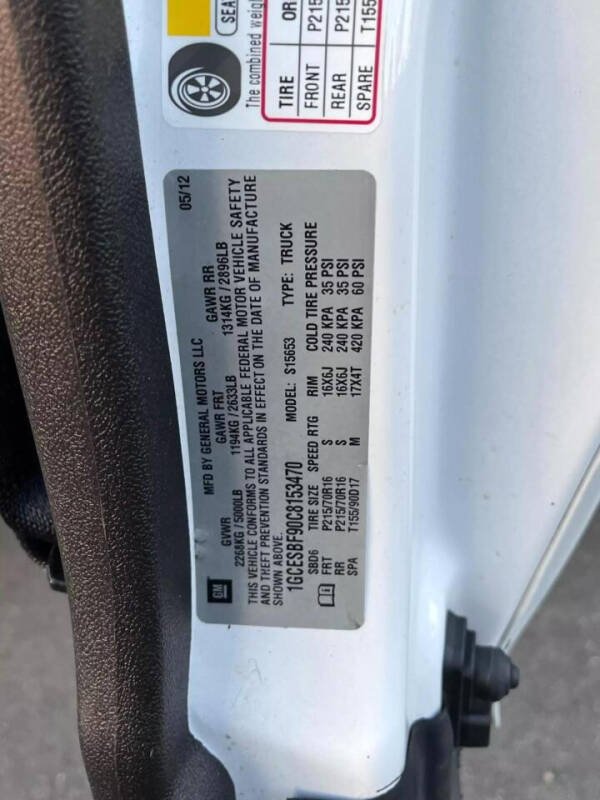 SEA
The combined weigh
TIRE OR
FRONT P215
REAR P215
SPARE T155
05/12
MFD BY GENERAL MOTORS LLC
GVWR GAWR FRT GAWR RR
2268KG / 5000LB 1194KG / 2633LB 1314KG / 2896LB
THIS VEHICLE CONFORMS TO ALL APPLICABLE FEDERAL MOTOR VEHICLE SAFETY
AND THEFT PREVENTION STANDARDS IN EFFECT ON THE DATE OF MANUFACTURE
SHOWN ABOVE.
GM
1GCESBF90C8153470 MODEL: S15653 TYPE: TRUCK
SBD6 TIRE SIZE SPEED RTG RIM COLD TIRE PRESSURE
FRT P215/70R16 S 16X6J 240 KPA 35 PSI
RR P215/70R16 S 16X6J 240 KPA 35 PSI
SPA T155/90D17 M 17X4T 420 KPA 60 PSI